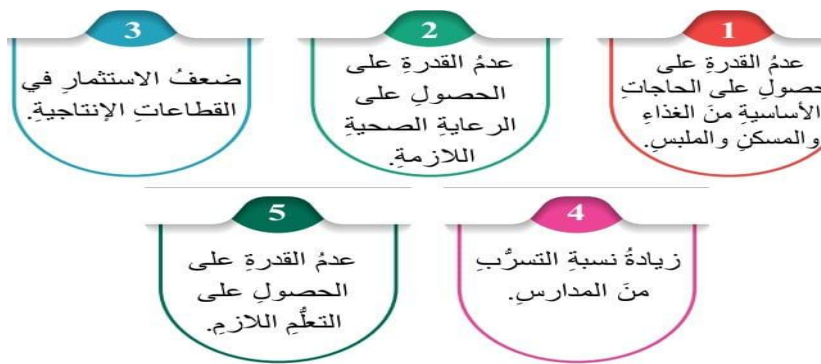 1
عدمُ القدرةِ على
حصولِ على الحاجاتِ
الأساسيةِ منَ الغذاءِ
والمسكنِ والملبسِ.
2
عدمُ القدرةِ على
الحصولِ على
الرعايةِ الصحيةِ
اللازمةِ.
3
ضعفُ الاستثمارِ في
القطاعاتِ الإنتاجيةِ.
4
زيادةُ نسبةِ التسرُّبِ
منَ المدارسِ.
5
عدمُ القدرةِ على
الحصولِ على
التعلُّمِ اللازمِ.